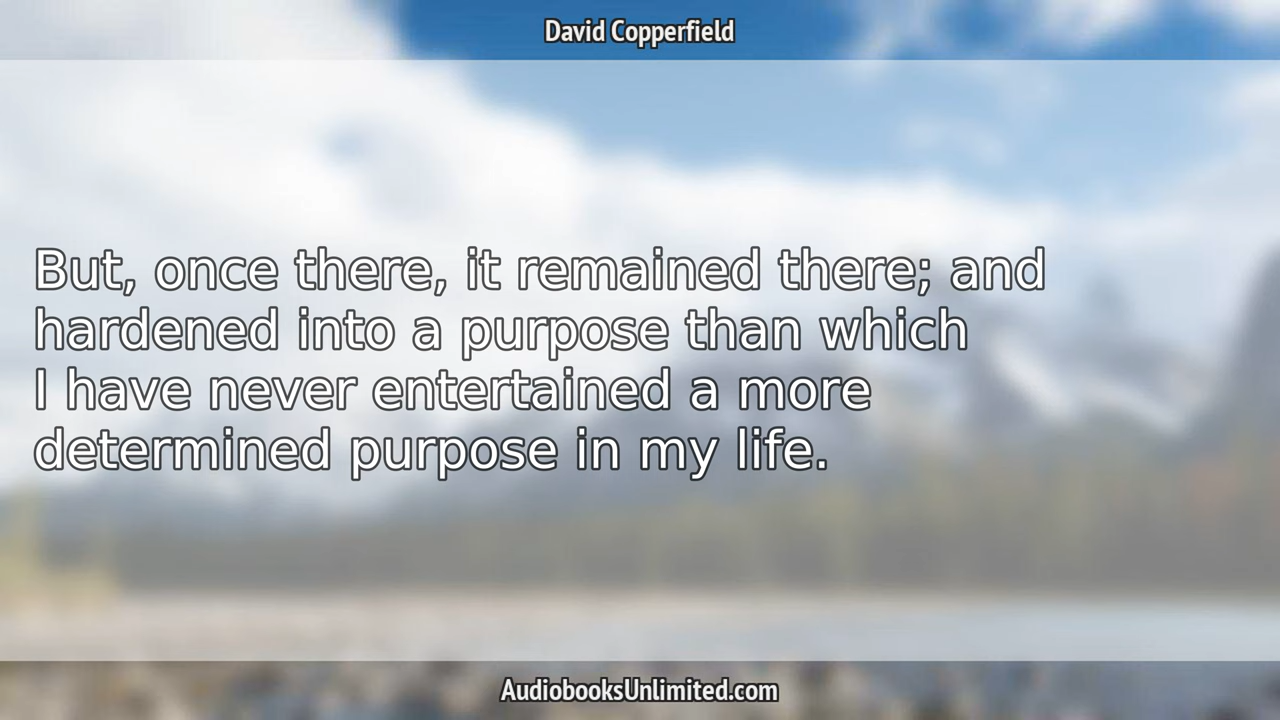 David Copperfield
But, once there, it remained there; and
hardened into a purpose than which
I have never entertained a more
determined purpose in my life.
AudiobooksUnlimited.com